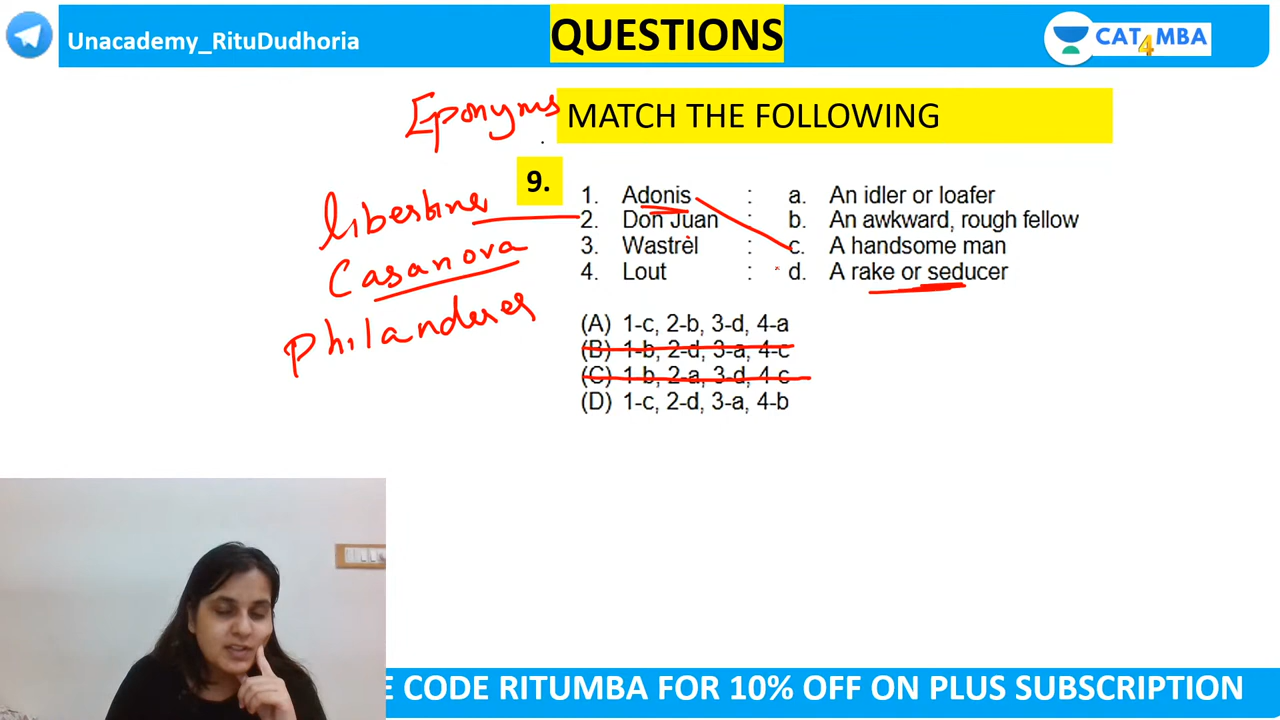 Unacademy_RituDudhoria
QUESTIONS
CAT4MBA
Eponyms
MATCH THE FOLLOWING
9.
1. Adonis : a. An idler or loafer
2. Don Juan : b. An awkward, rough fellow
3. Wastrel : c. A handsome man
4. Lout : d. A rake or seducer
libertines
Casanova
Philanderer
(A) 1-c, 2-b, 3-d, 4-a
(B) 1-b, 2-d, 3-a, 4-c
(C) 1-b, 2-a, 3-d, 4-c
(D) 1-c, 2-d, 3-a, 4-b
E CODE RITUMBA FOR 10% OFF ON PLUS SUBSCRIPTION